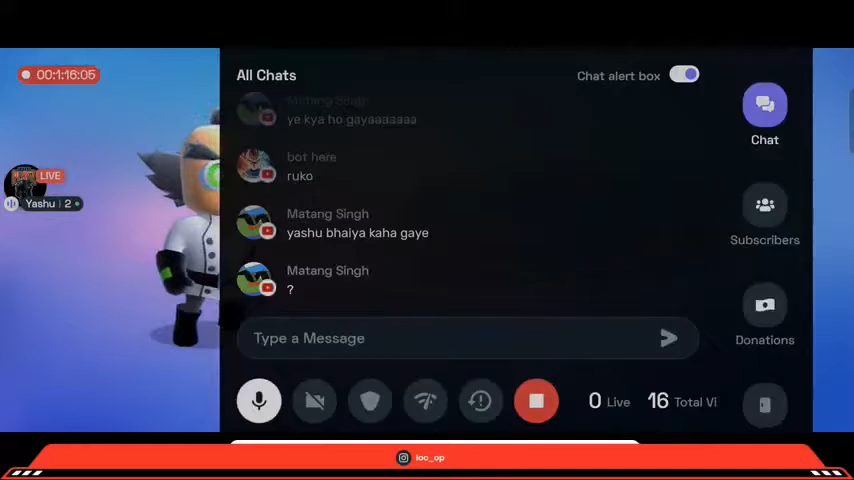 00:1:16:05
All Chats
Chat alert box
Matang Singh
ye kya ho gayaaaaaaa
Chat
bot here
ruko
LIVE
Yashu | 2
Matang Singh
yashu bhaiya kaha gaye
Subscribers
Matang Singh
?
Type a Message
Donations
0 Live
16 Total Vi
loc_op